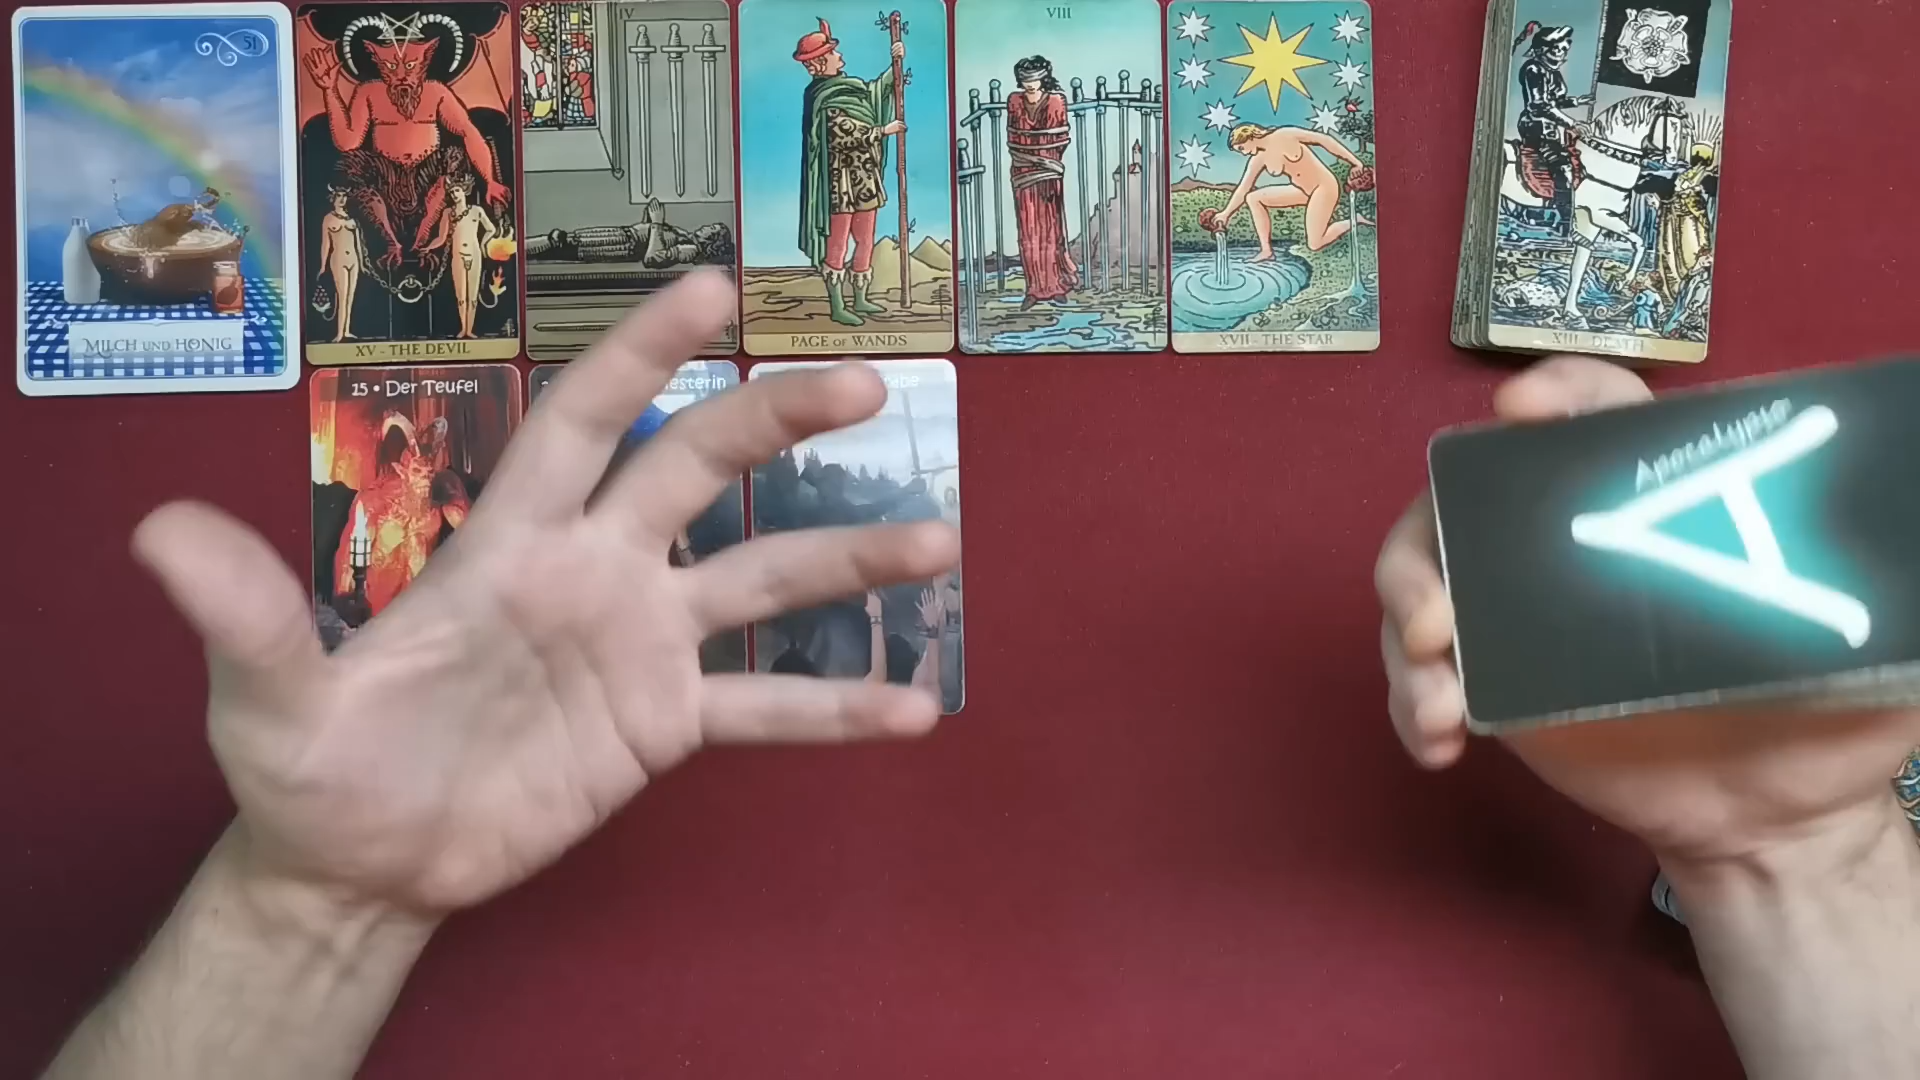 51
MILCH UND HONIG
XV - THE DEVIL
IV
PAGE OF WANDS
VIII
XVII - THE STAR
XIII - DEATH
15 • Der Teufel
Apocalypse